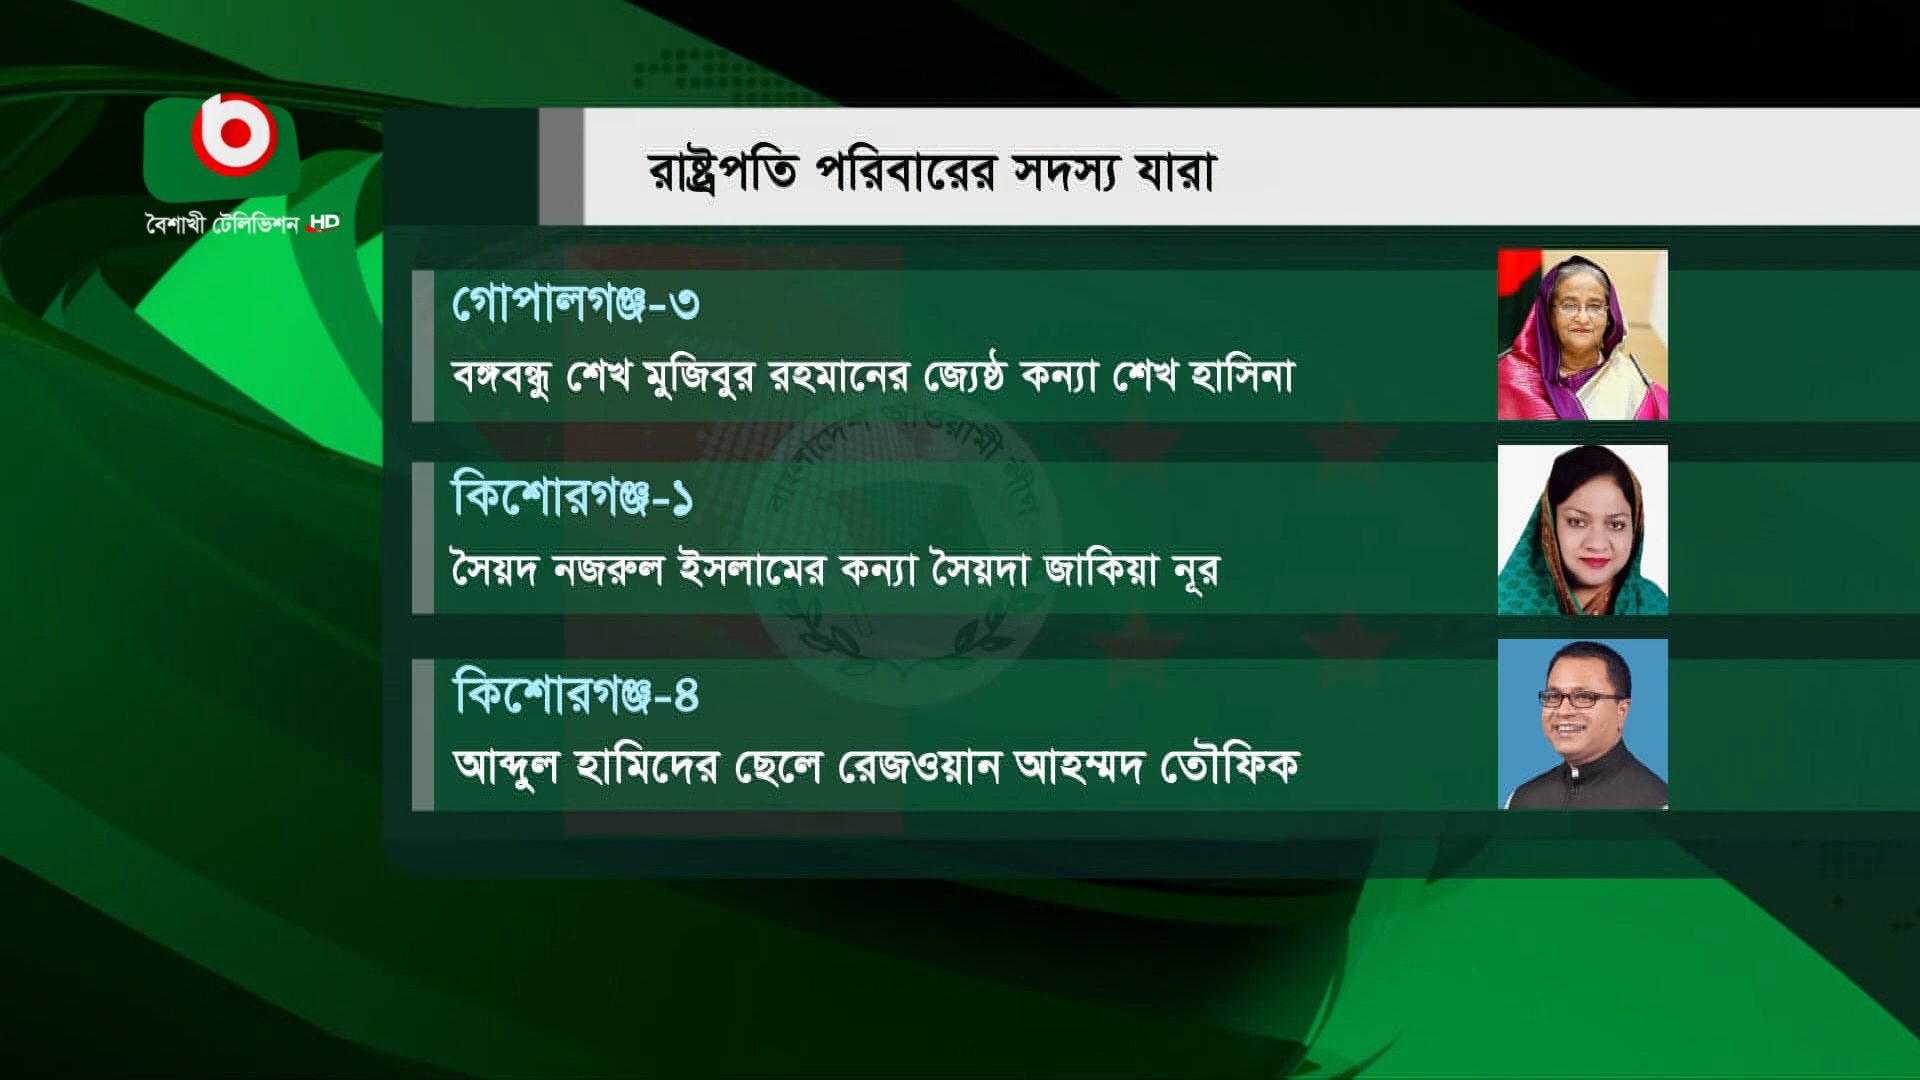 বৈশাখী টেলিভিশন HD
রাষ্ট্রপতি পরিবারের সদস্য যারা
গোপালগঞ্জ-৩
বঙ্গবন্ধু শেখ মুজিবুর রহমানের জ্যেষ্ঠ কন্যা শেখ হাসিনা
কিশোরগঞ্জ-১
সৈয়দ নজরুল ইসলামের কন্যা সৈয়দা জাকিয়া নূর
কিশোরগঞ্জ-৪
আব্দুল হামিদের ছেলে রেজওয়ান আহম্মদ তৌফিক
বাংলাদেশ আওয়ামী লীগ